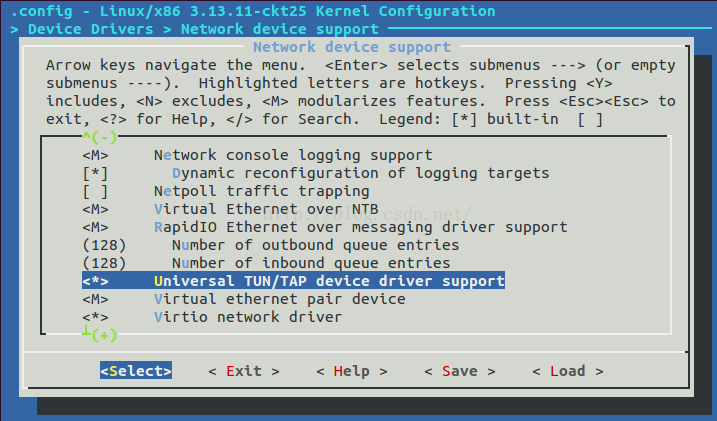 .config - Linux/x86 3.13.11-ckt25 Kernel Configuration
> Device Drivers > Network device support
Network device support
Arrow keys navigate the menu.  <Enter> selects submenus ---> (or empty
submenus ----).  Highlighted letters are hotkeys.  Pressing <Y>
includes, <N> excludes, <M> modularizes features.  Press <Esc><Esc> to
exit, <?> for Help, </> for Search.  Legend: [*] built-in  [ ]
^(-)
<M>     Network console logging support
[*]       Dynamic reconfiguration of logging targets
[ ]     Netpoll traffic trapping
<M>     Virtual Ethernet over NTB
http://blog.csdn.net/
<M>     RapidIO Ethernet over messaging driver support
(128)     Number of outbound queue entries
(128)     Number of inbound queue entries
<*>     Universal TUN/TAP device driver support
<M>     Virtual ethernet pair device
<*>     Virtio network driver
┴(+)
<Select>    < Exit >    < Help >    < Save >    < Load >